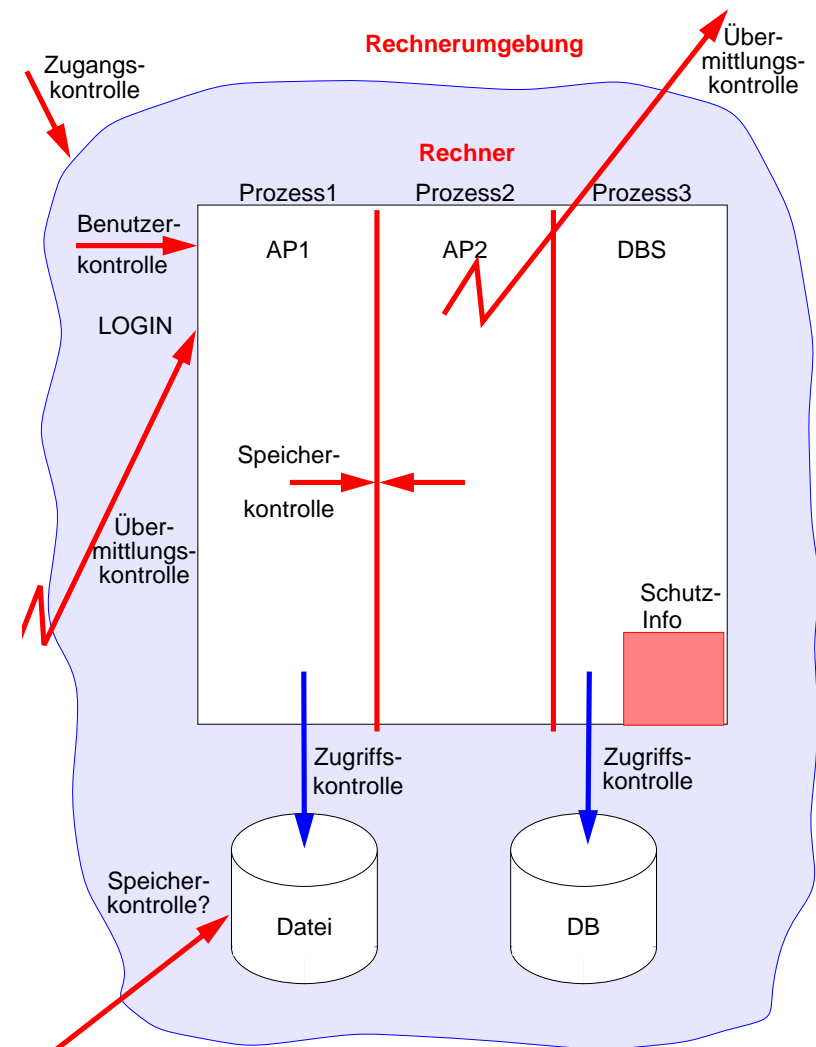 Rechnerumgebung
Über-
mittlungs-
kontrolle
Zugangs-
kontrolle
Rechner
Prozess1
Prozess2
Prozess3
Benutzer-
kontrolle
AP1
AP2
DBS
LOGIN
Speicher-
kontrolle
Über-
mittlungs-
kontrolle
Schutz-
Info
Zugriffs-
kontrolle
Zugriffs-
kontrolle
Speicher-
kontrolle?
Datei
DB